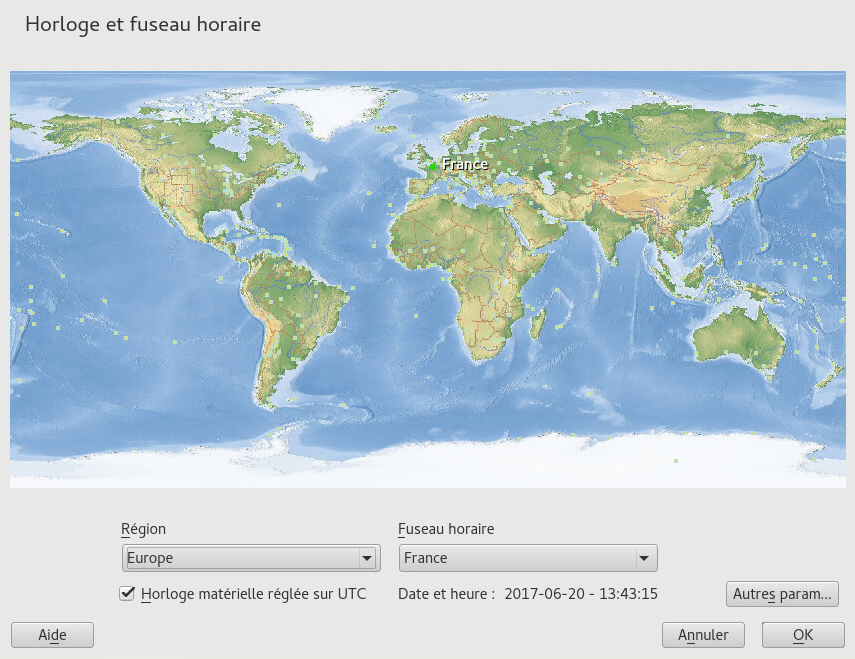 Horloge et fuseau horaire
France
Région
Fuseau horaire
Europe
France
Horloge matérielle réglée sur UTC
Date et heure : 2017-06-20 - 13:43:15
Autres param...
Aide
Annuler
OK